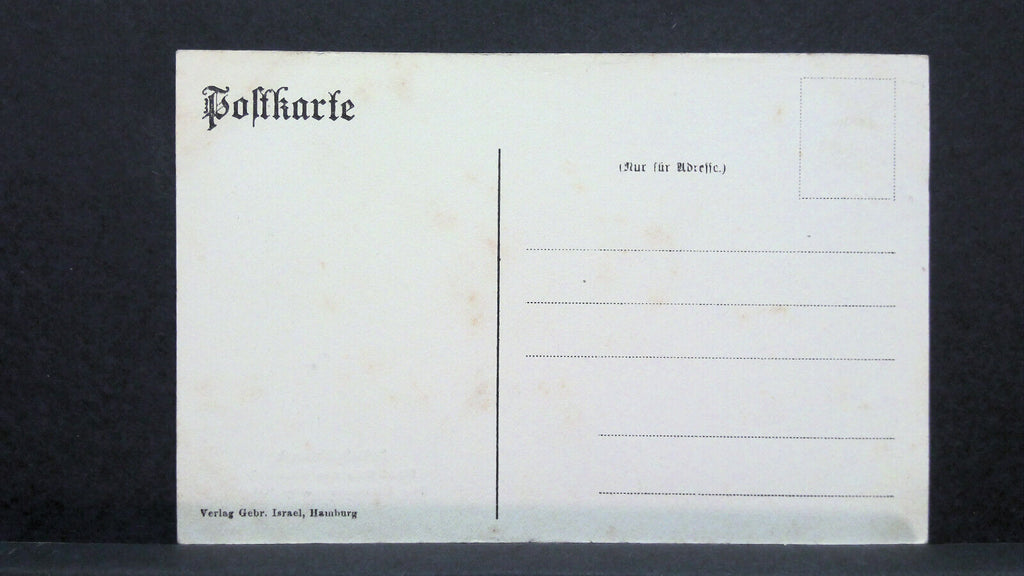 Postkarte
(Nur für Adresse.)
Verlag Gebr. Israel, Hamburg